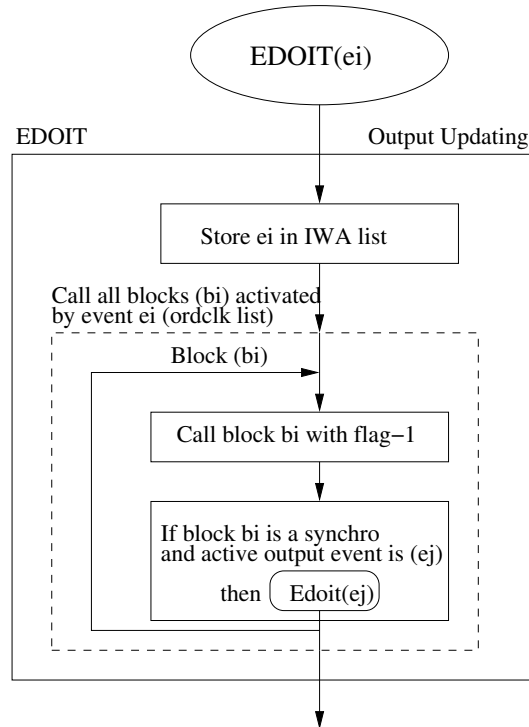 EDOIT(ei)
EDOIT
Output Updating
Store ei in IWA list
Call all blocks (bi) activated
by event ei (ordclk list)
Block (bi)
Call block bi with flag−1
If block bi is a synchro
and active output event is (ej)
then Edoit(ej)